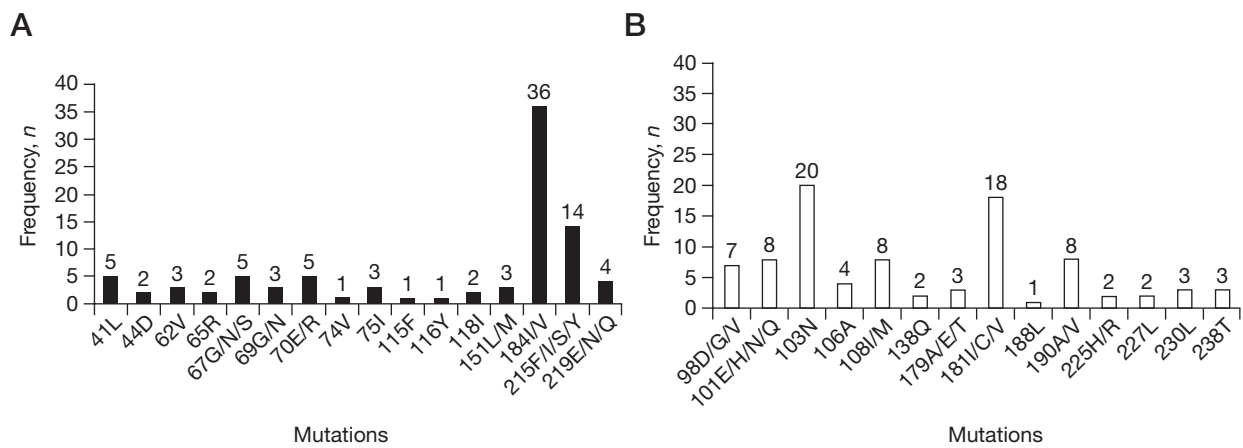 A
Frequency, n
40
35
30
25
20
15
10
5
0
5
2
3
2
5
3
5
1
3
1
1
2
3
36
14
4
41L
44D
62V
65R
67G/N/S
69G/N
70E/R
74V
75I
115F
116Y
118I
151L/M
184I/V
215F/I/S/Y
219E/N/Q
Mutations
B
Frequency, n
40
35
30
25
20
15
10
5
0
7
8
20
4
8
2
3
18
1
8
2
2
3
3
98D/G/V
101E/H/N/Q
103N
106A
108I/M
138Q
179A/E/T
181I/C/V
188L
190A/V
225H/R
227L
230L
238T
Mutations